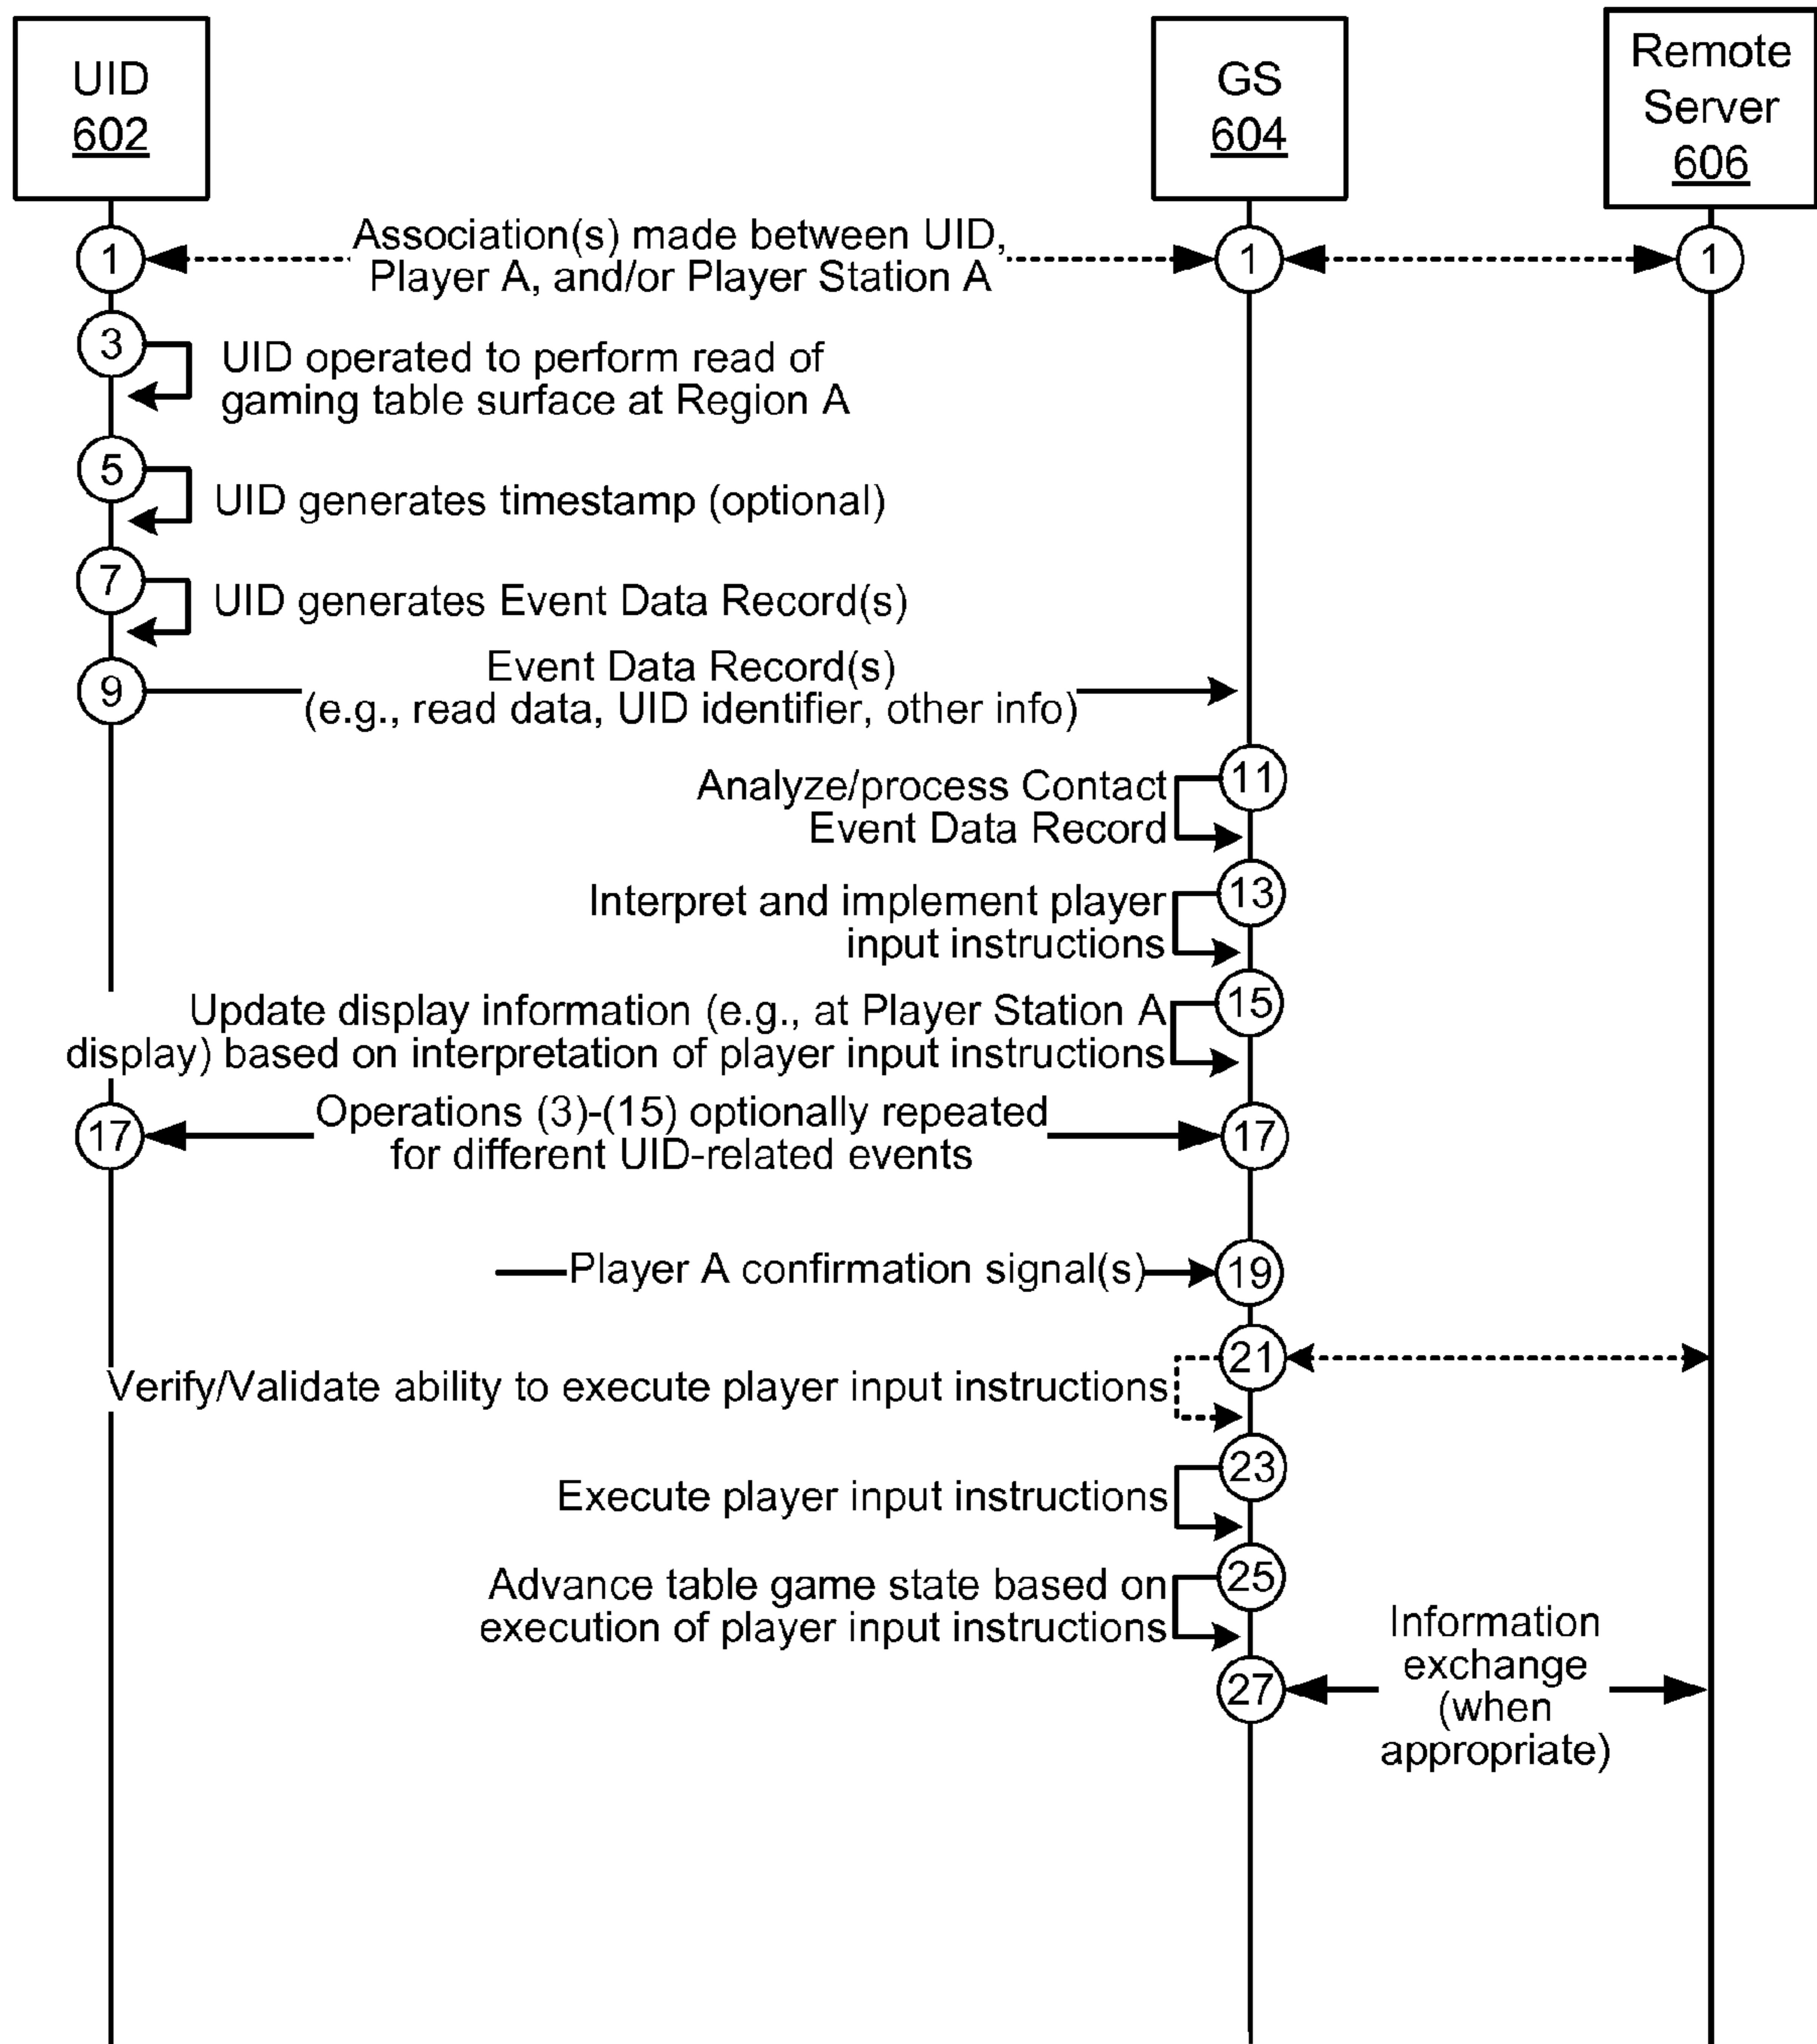 UID
602
GS
604
Remote
Server
606
1
Association(s) made between UID,
Player A, and/or Player Station A
1
1
3
UID operated to perform read of
gaming table surface at Region A
5
UID generates timestamp (optional)
7
UID generates Event Data Record(s)
9
Event Data Record(s)
(e.g., read data, UID identifier, other info)
11
Analyze/process Contact
Event Data Record
13
Interpret and implement player
input instructions
15
Update display information (e.g., at Player Station A
display) based on interpretation of player input instructions
17
Operations (3)-(15) optionally repeated
for different UID-related events
17
Player A confirmation signal(s)
19
21
Verify/Validate ability to execute player input instructions
23
Execute player input instructions
25
Advance table game state based on
execution of player input instructions
27
Information
exchange
(when
appropriate)